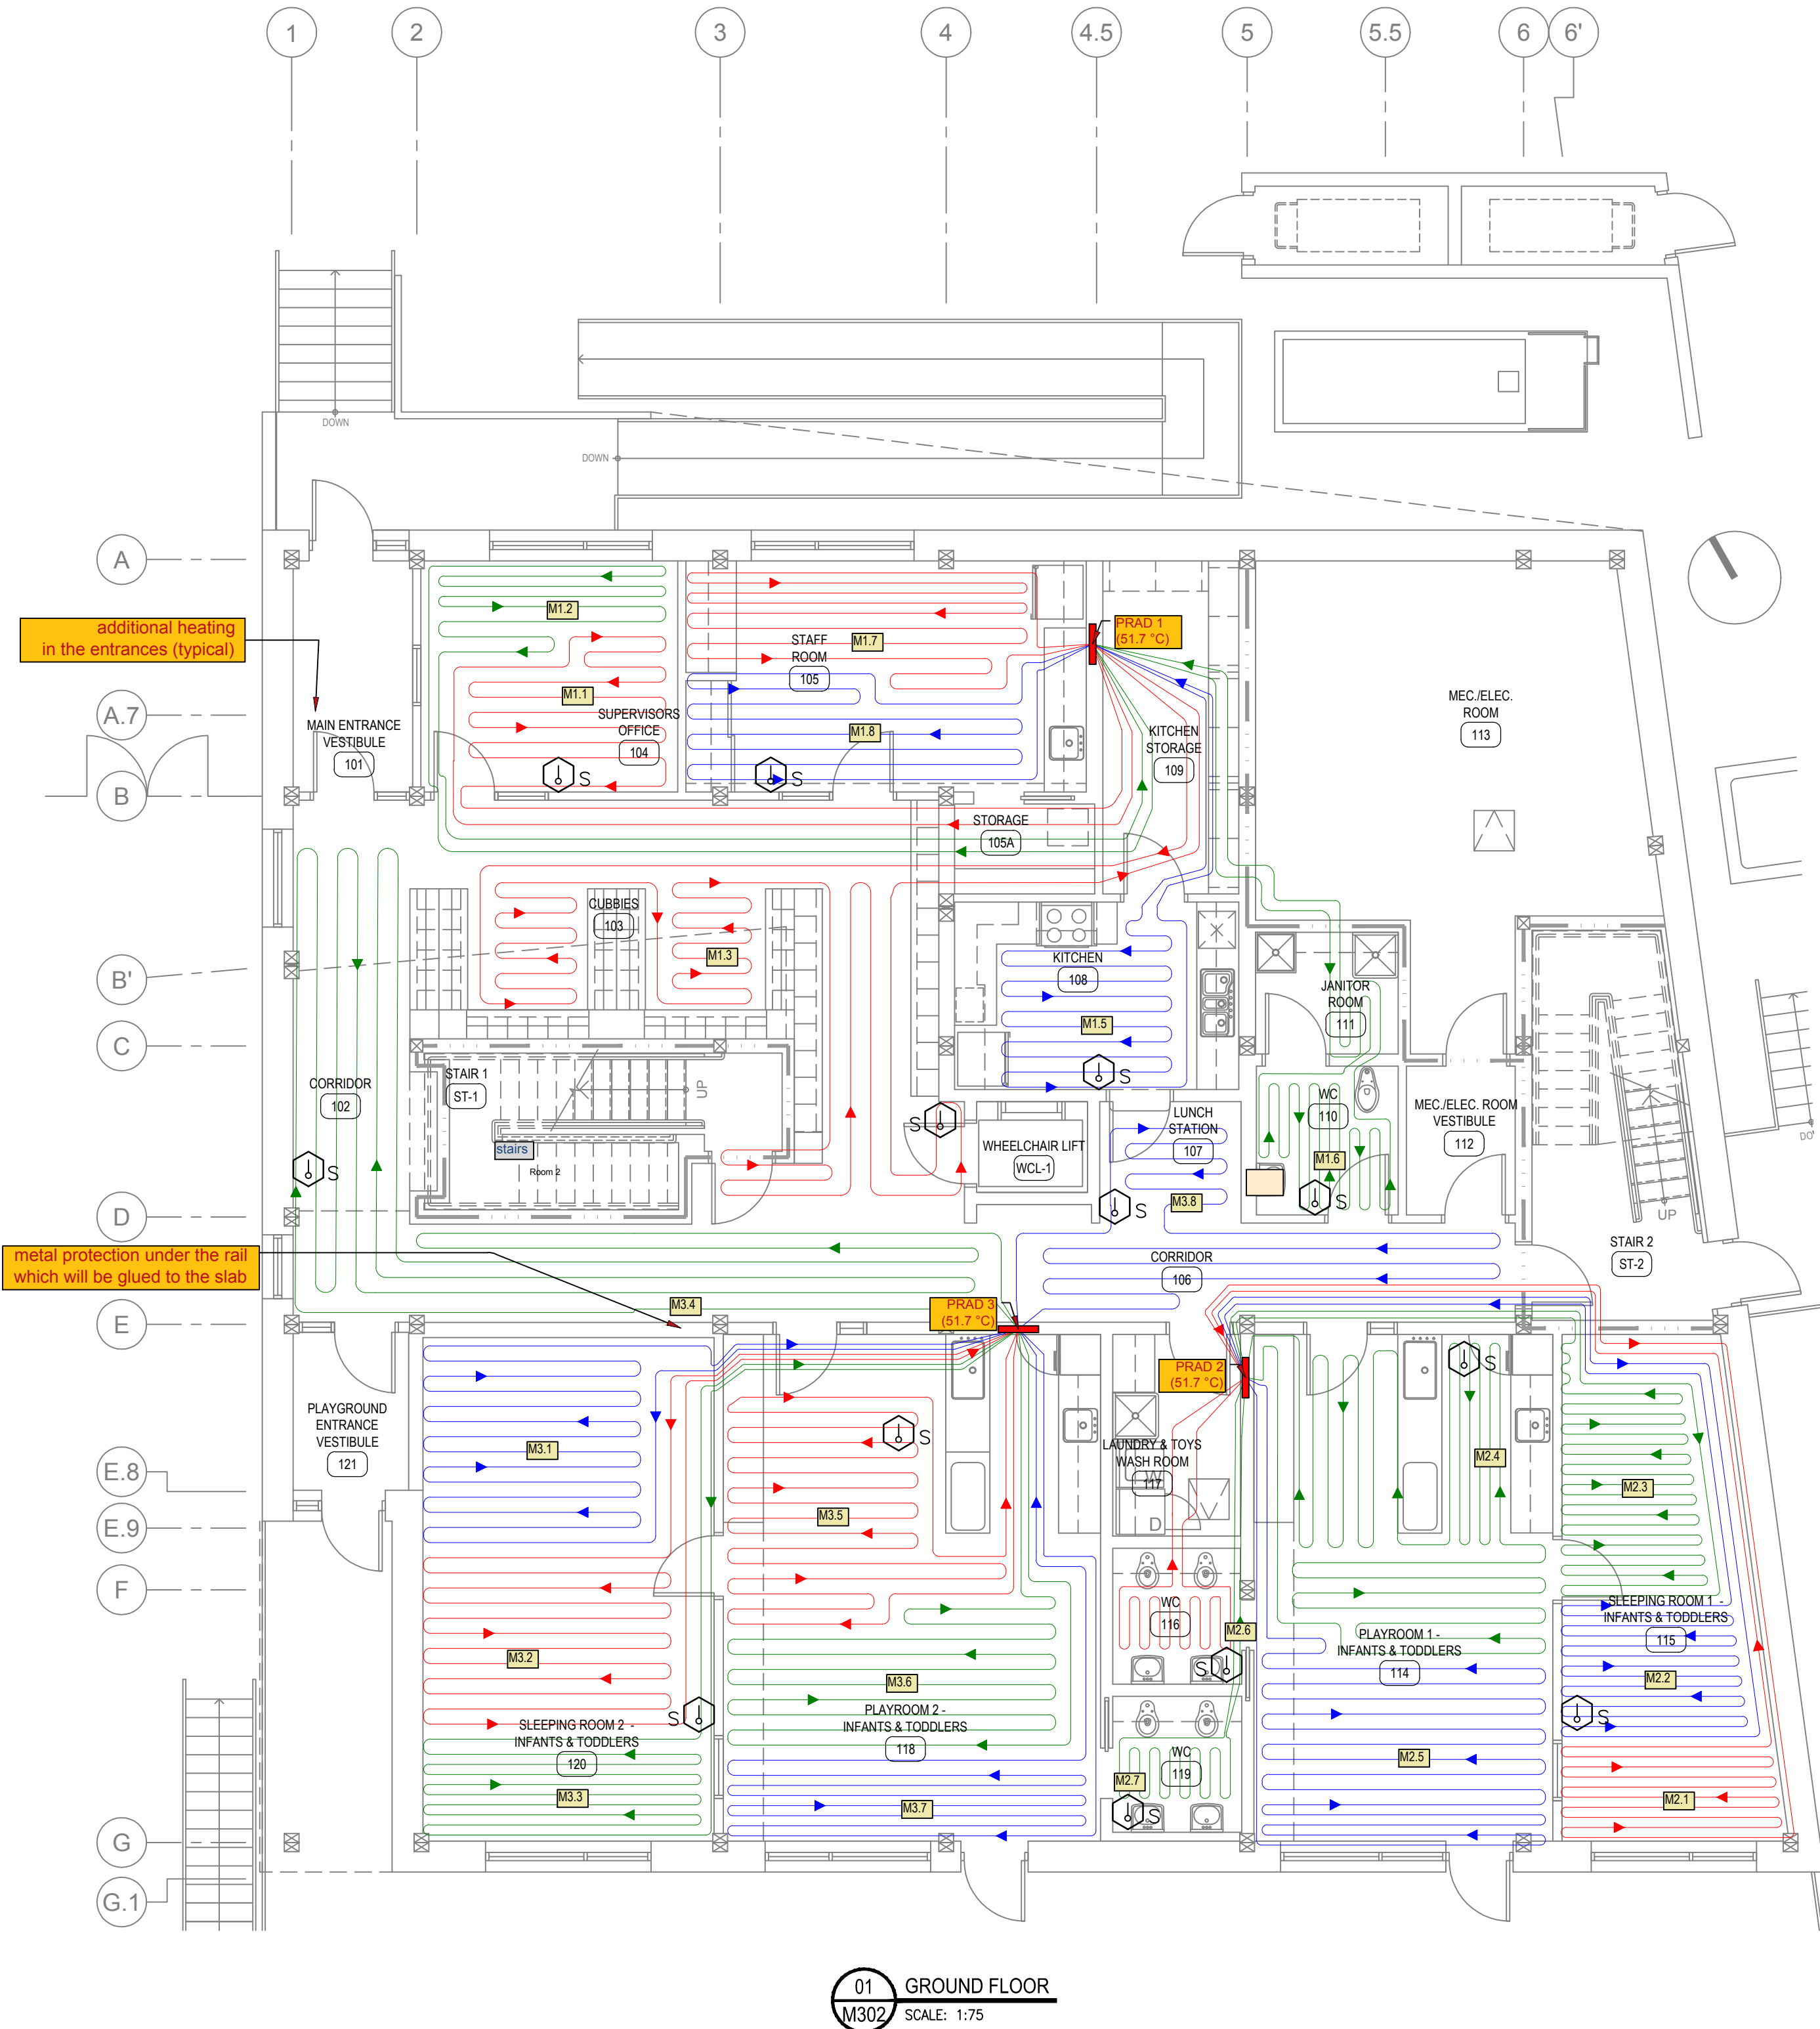 1
2
3
4
4.5
5
5.5
6
6'
DOWN
DOWN
A
A.7
B
B'
C
D
E
E.8
E.9
F
G
G.1
additional heating
in the entrances (typical)
metal protection under the rail
which will be glued to the slab
M1.2
M1.1
SUPERVISORS
OFFICE
104
S
STAFF
ROOM
105
M1.7
M1.8
S
PRAD 1
(51.7 °C)
KITCHEN
STORAGE
109
MEC./ELEC.
ROOM
113
MAIN ENTRANCE
VESTIBULE
101
STORAGE
105A
CUBBIES
103
M1.3
KITCHEN
108
M1.5
S
JANITOR
ROOM
111
CORRIDOR
102
S
STAIR 1
ST-1
UP
stairs
Room 2
S
WHEELCHAIR LIFT
WCL-1
LUNCH
STATION
107
M3.8
S
WC
110
M1.6
S
MEC./ELEC. ROOM
VESTIBULE
112
UP
STAIR 2
ST-2
DO
CORRIDOR
106
M3.4
PRAD 3
(51.7 °C)
PRAD 2
(51.7 °C)
PLAYGROUND
ENTRANCE
VESTIBULE
121
M3.1
M3.2
SLEEPING ROOM 2 -
INFANTS & TODDLERS
120
M3.3
S
S
M3.5
M3.6
PLAYROOM 2 -
INFANTS & TODDLERS
118
M3.7
LAUNDRY & TOYS
WASH ROOM
117
W
D
WC
116
M2.6
S
WC
119
M2.7
S
S
M2.4
PLAYROOM 1 -
INFANTS & TODDLERS
114
M2.5
M2.3
SLEEPING ROOM 1 -
INFANTS & TODDLERS
115
M2.2
S
M2.1
01
M302
GROUND FLOOR
SCALE: 1:75